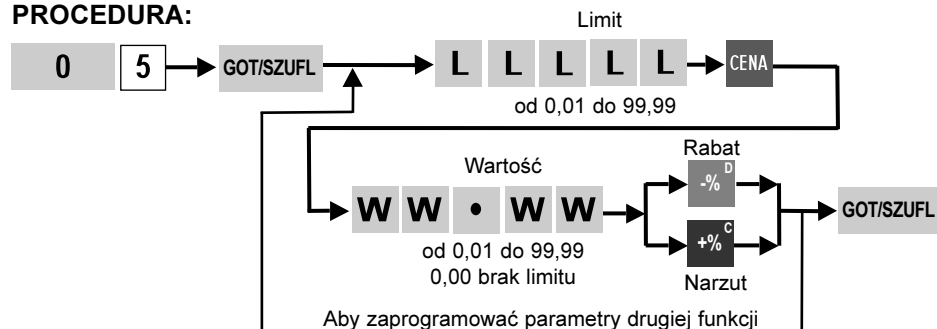 PROCEDURA:
Limit
0 5 GOT/SZUFL L L L L L CENA
od 0,01 do 99,99
Wartość
Rabat
-% D
W W • W W
GOT/SZUFL
+% C
od 0,01 do 99,99
0,00 brak limitu
Narzut
Aby zaprogramować parametry drugiej funkcji